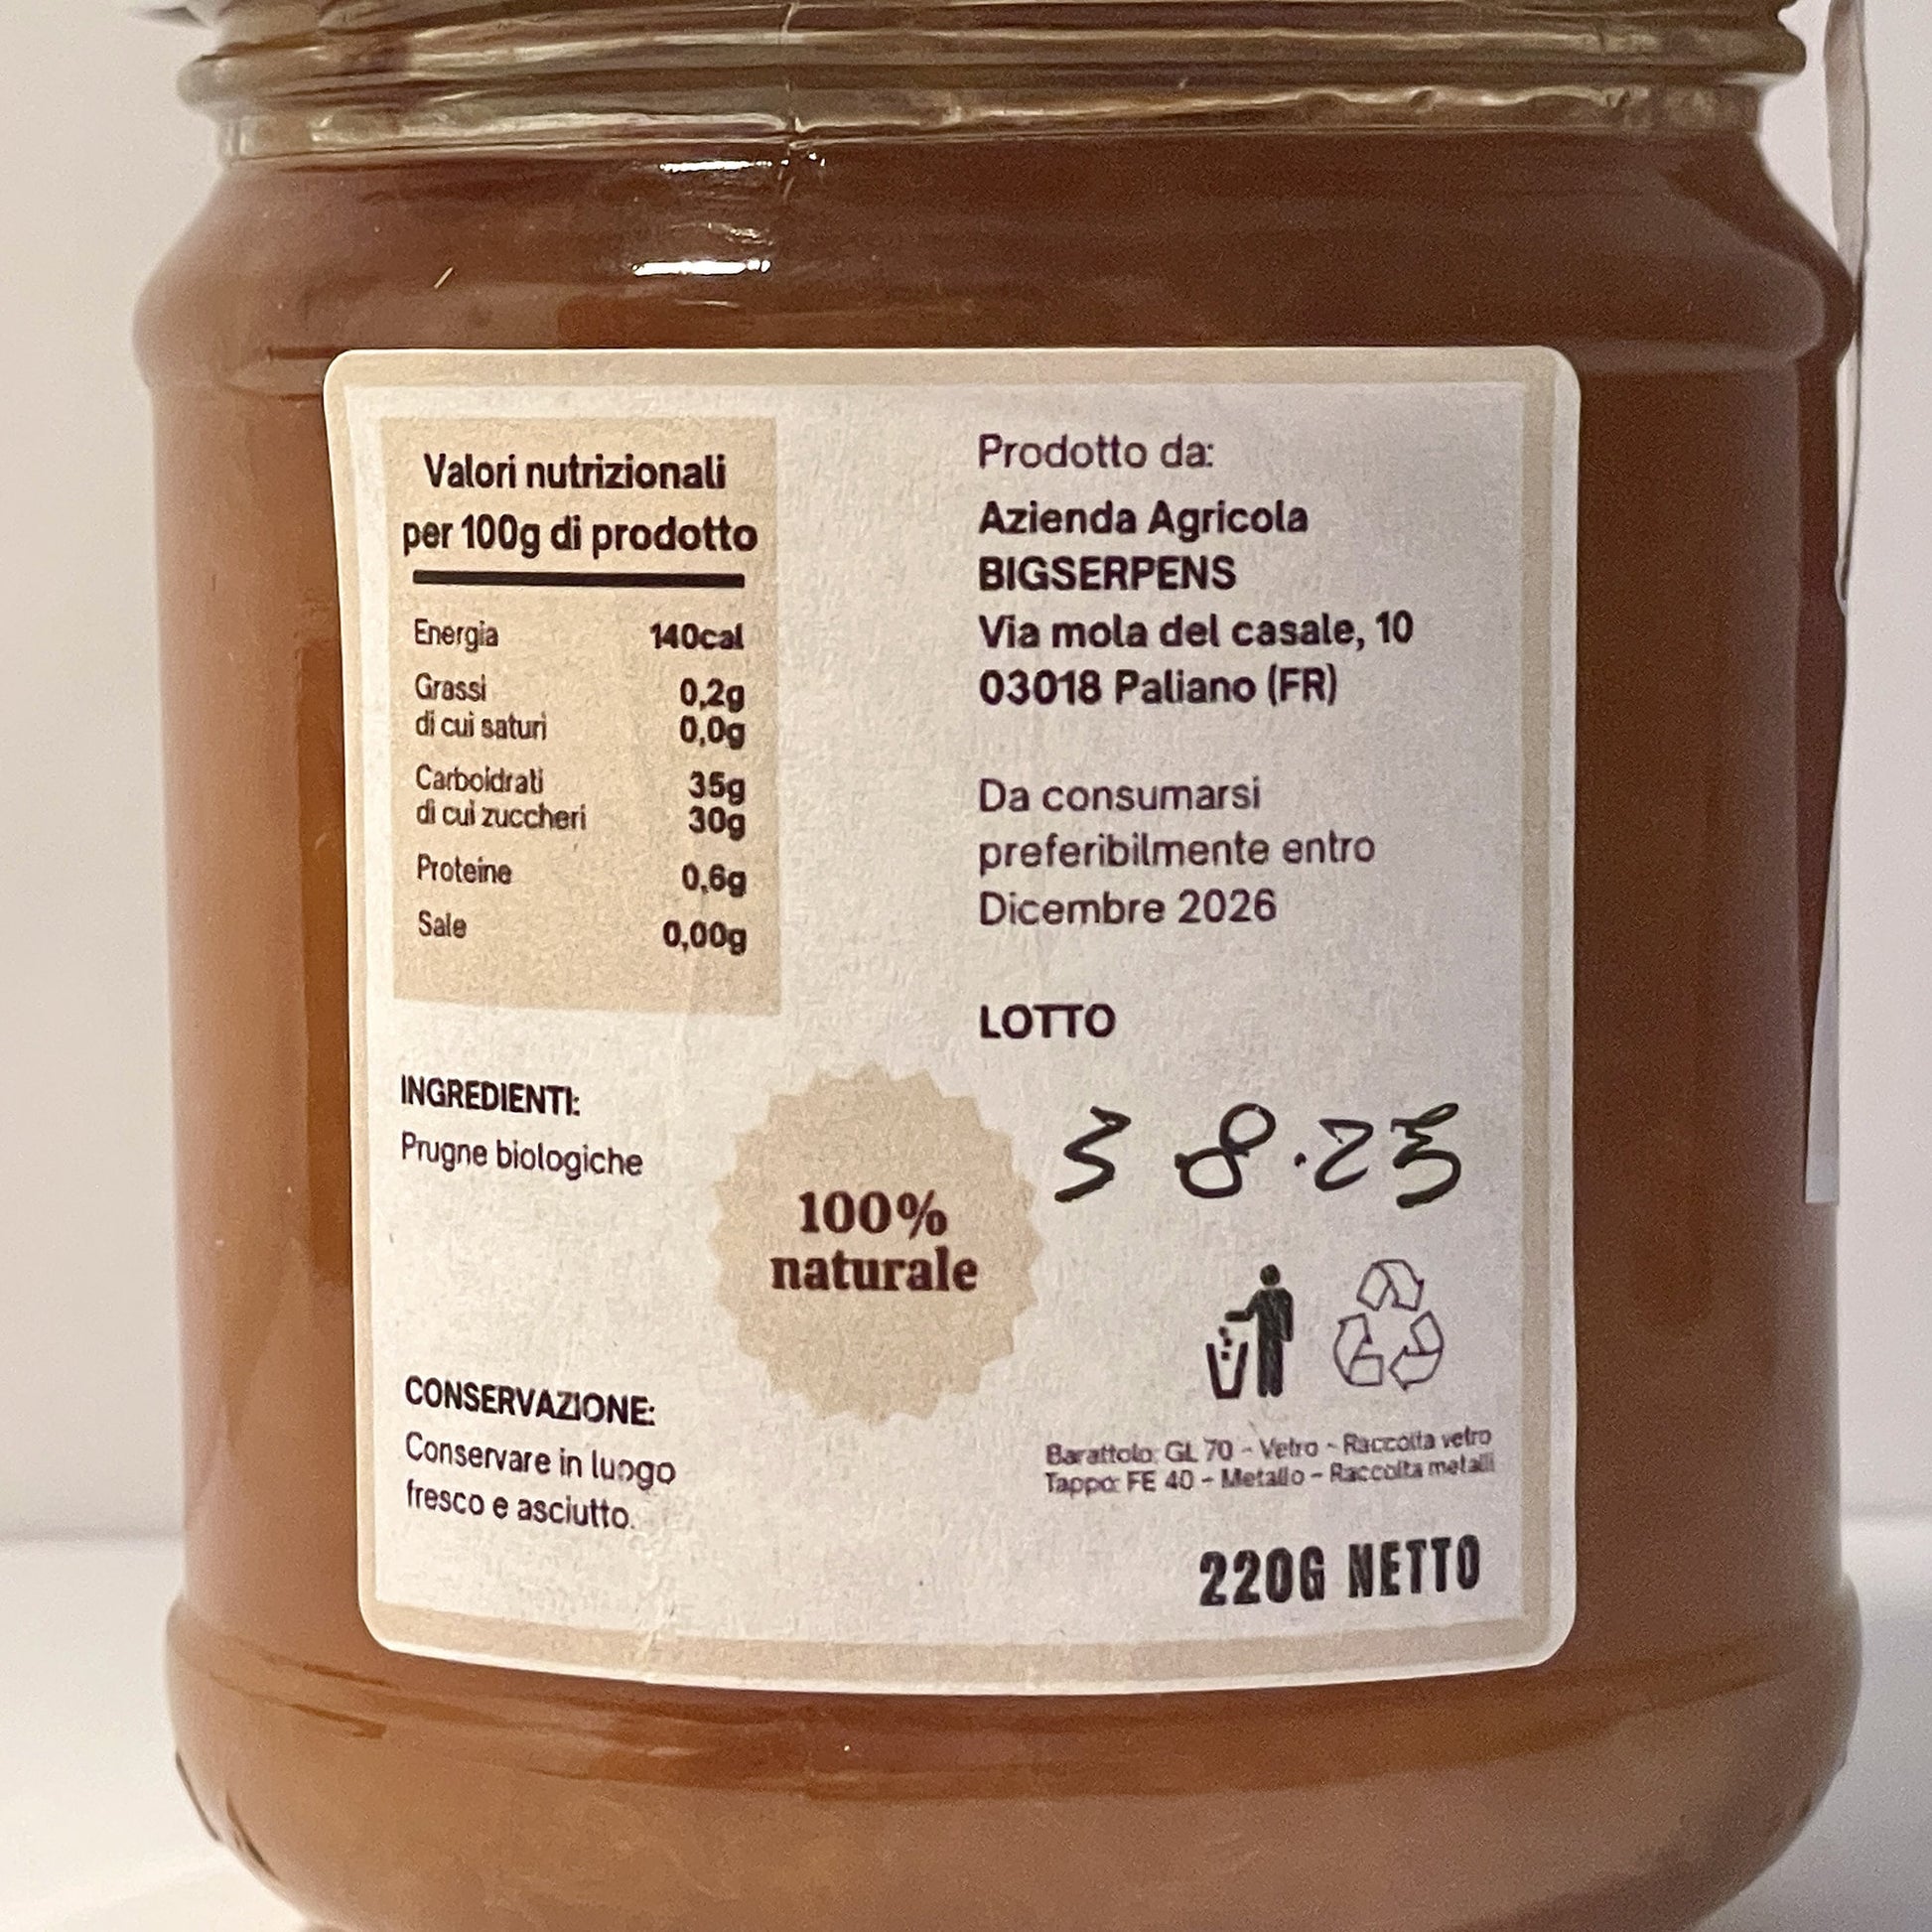 Valori nutrizionali
per 100g di prodotto
Energia 140cal
Grassi 0,2g
di cui saturi 0,0g
Carboidrati 35g
di cui zuccheri 30g
Proteine 0,6g
Sale 0,00g
INGREDIENTI:
Prugne biologiche
CONSERVAZIONE:
Conservare in luogo
fresco e asciutto.
100%
naturale
Prodotto da:
Azienda Agricola
BIGSERPENS
Via mola del casale, 10
03018 Paliano (FR)
Da consumarsi
preferibilmente entro
Dicembre 2026
LOTTO
3 8.25
Barattolo: GL 70 - Vetro - Raccolta vetro
Tappo: FE 40 - Metallo - Raccolta metalli
220G NETTO